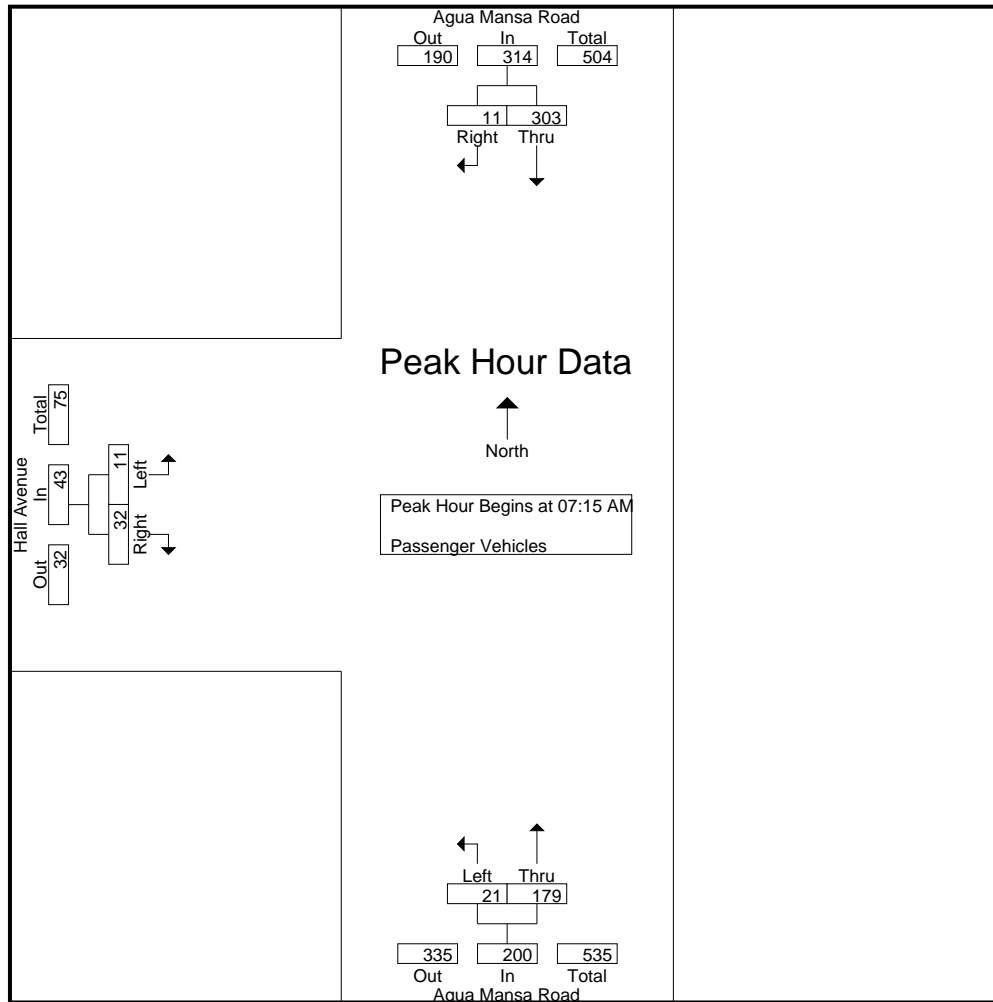 Agua Mansa Road
Out In Total
190 314 504
11 303
Right Thru
Peak Hour Data
North
Peak Hour Begins at 07:15 AM
Passenger Vehicles
Hall Avenue
Out In Total
32 43 75
32 11
Right Left
Left Thru
21 179
335 200 535
Out In Total
Agua Mansa Road